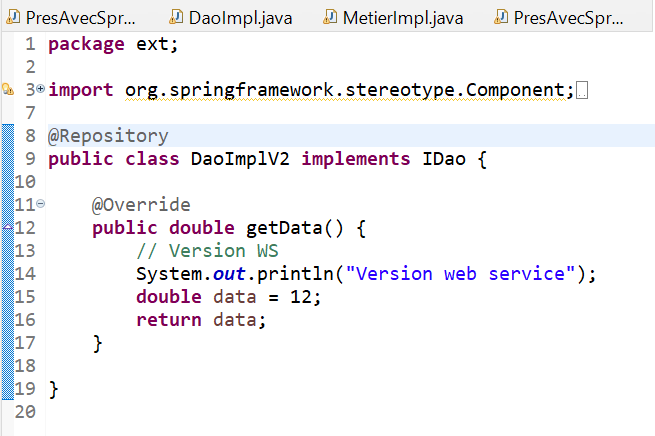 PresAvecSpr... DaoImpl.java MetierImpl.java PresAvecSpr...
1 package ext;
2
3 import org.springframework.stereotype.Component;
7
8 @Repository
9 public class DaoImplV2 implements IDao {
10
11 @Override
12 public double getData() {
13 // Version WS
14 System.out.println("Version web service");
15 double data = 12;
16 return data;
17 }
18
19 }
20